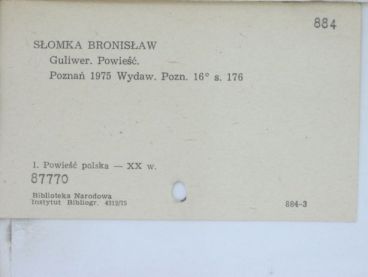 884
SŁOMKA BRONISŁAW
Guliwer. Powieść.
Poznań 1975 Wydaw. Pozn. 16° s. 176
1. Powieść polska — XX w.
87770
Biblioteka Narodowa
Instytut Bibliogr. 4312/75
884-3